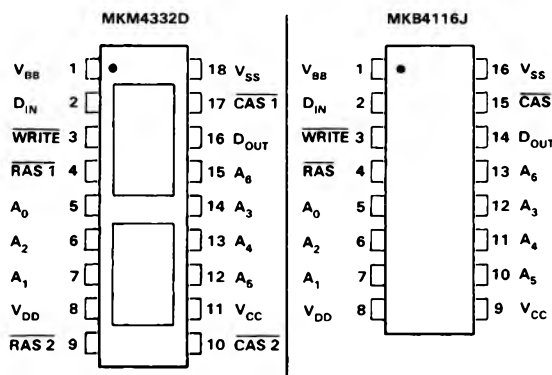 MKM4332D
VBB 1 18 VSS
DIN 2 17 CAS 1
WRITE 3 16 DOUT
RAS 1 4 15 A6
A0 5 14 A3
A2 6 13 A4
A1 7 12 A5
VDD 8 11 VCC
RAS 2 9 10 CAS 2
MKB4116J
VBB 1 16 VSS
DIN 2 15 CAS
WRITE 3 14 DOUT
RAS 4 13 A6
A0 5 12 A3
A2 6 11 A4
A1 7 10 A5
VDD 8 9 VCC